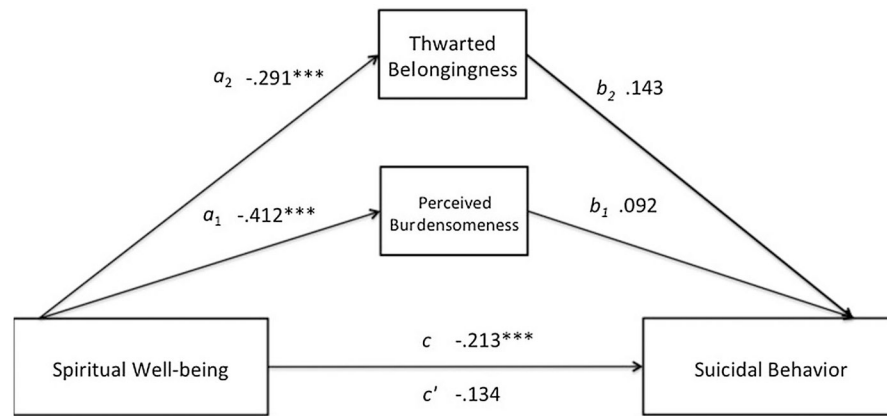 Thwarted
Belongingness
a₂ -.291***
b₂ .143
Perceived
Burdensomeness
a₁ -.412***
b₁ .092
c -.213***
Spiritual Well-being
Suicidal Behavior
c' -.134